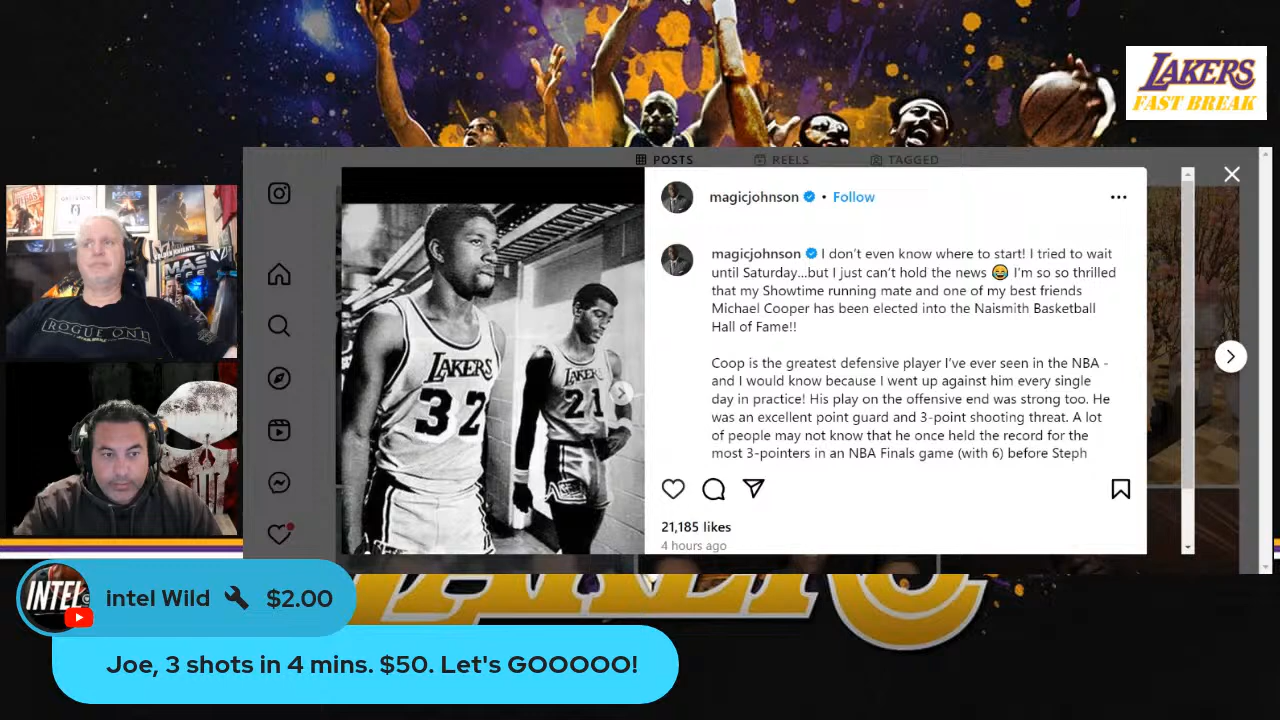 LAKERS
FAST BREAK
POSTS
REELS
TAGGED
magicjohnson • Follow
magicjohnson I don't even know where to start! I tried to wait
until Saturday...but I just can't hold the news 😂 I'm so so thrilled
that my Showtime running mate and one of my best friends
Michael Cooper has been elected into the Naismith Basketball
Hall of Fame!!
Coop is the greatest defensive player I've ever seen in the NBA -
and I would know because I went up against him every single
day in practice! His play on the offensive end was strong too. He
was an excellent point guard and 3-point shooting threat. A lot
of people may not know that he once held the record for the
most 3-pointers in an NBA Finals game (with 6) before Steph
21,185 likes
4 hours ago
LAKERS
32
LAKERS
21
ROGUE ONE
INTEL
intel Wild $2.00
Joe, 3 shots in 4 mins. $50. Let's GOOOOO!